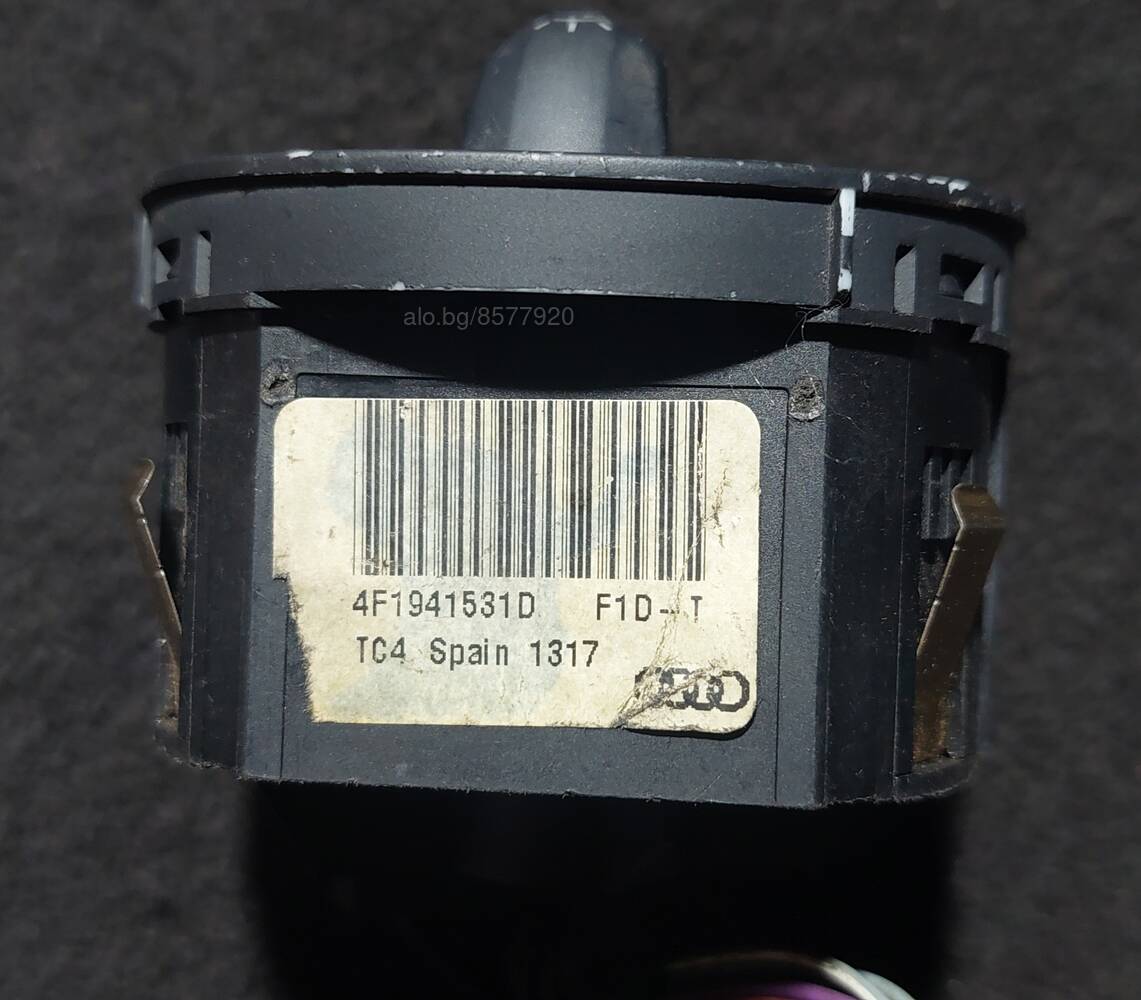 alo.bg/8577920
4F1941531D F1D-T
TC4 Spain 1317